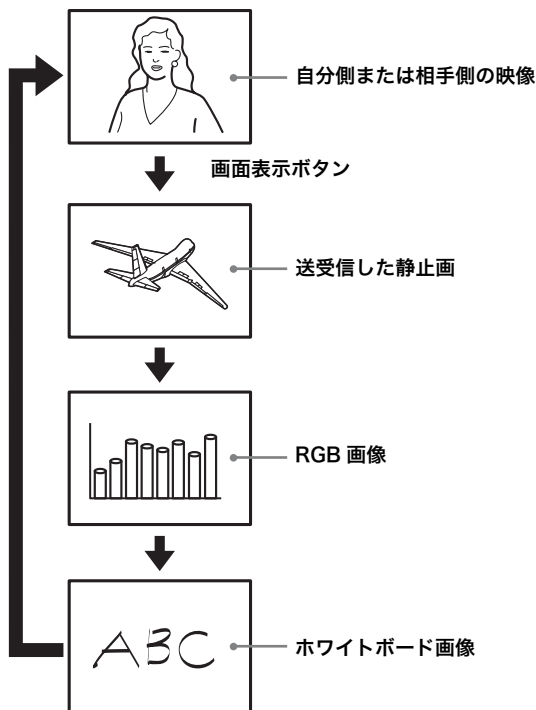 自分側または相手側の映像
画面表示ボタン
送受信した静止画
RGB 画像
ABC
ホワイトボード画像